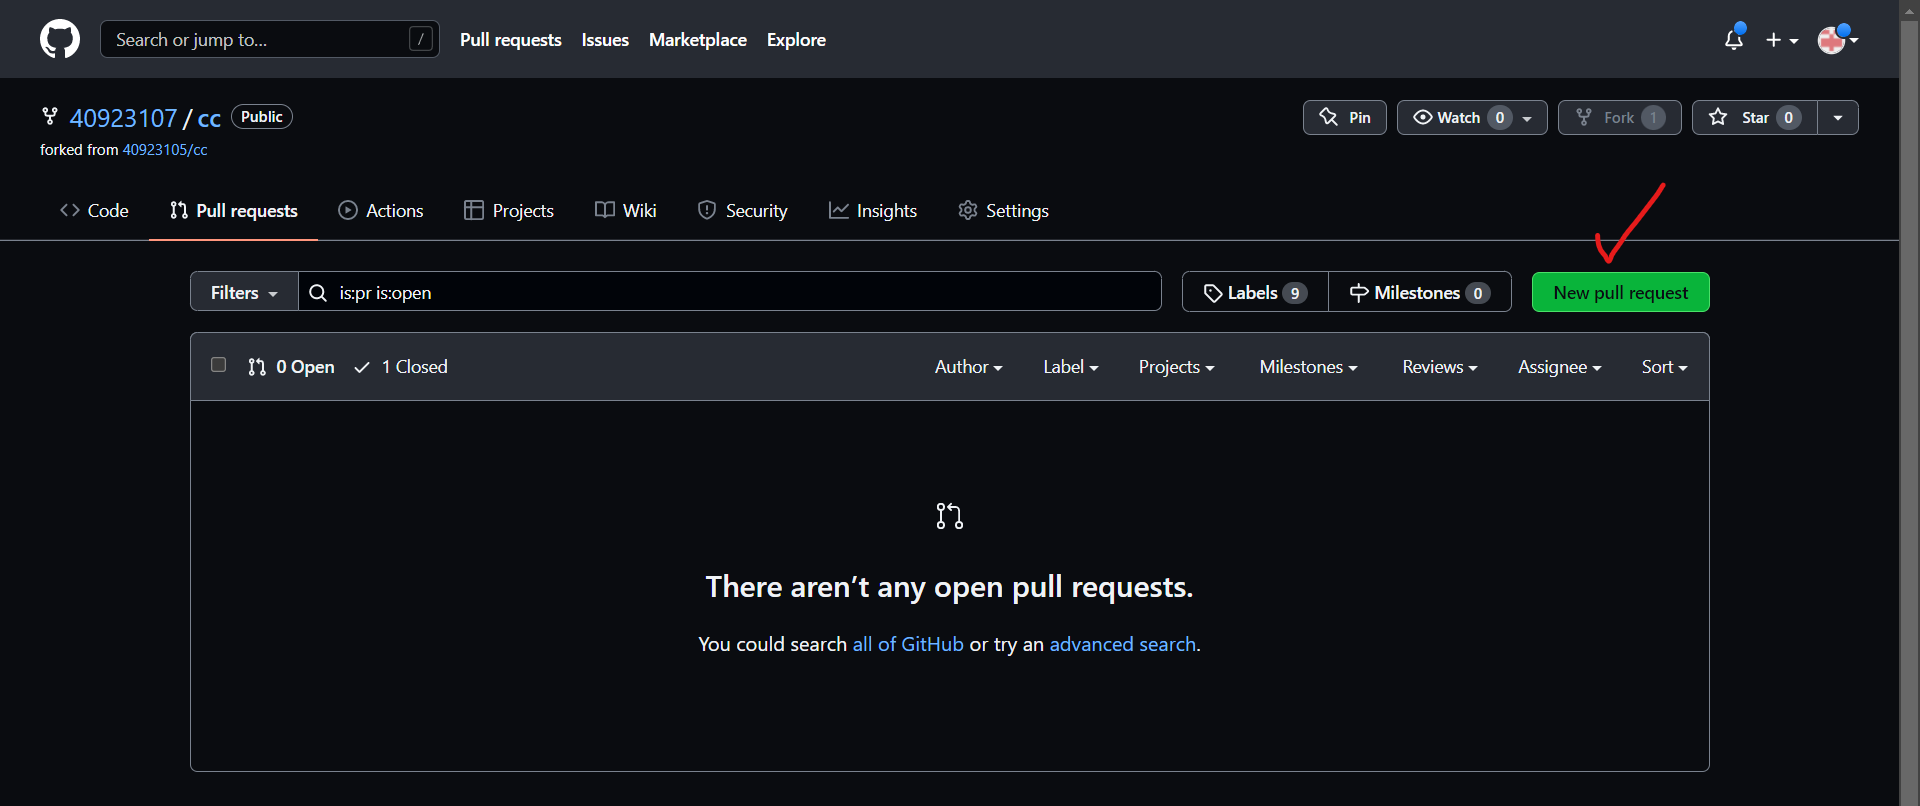 Search or jump to... / Pull requests Issues Marketplace Explore
40923107 / cc Public Pin Watch 0 Fork 1 Star 0
forked from 40923105/cc
Code Pull requests Actions Projects Wiki Security Insights Settings
Filters is:pr is:open Labels 9 Milestones 0 New pull request
0 Open 1 Closed Author Label Projects Milestones Reviews Assignee Sort
There aren’t any open pull requests.
You could search all of GitHub or try an advanced search.